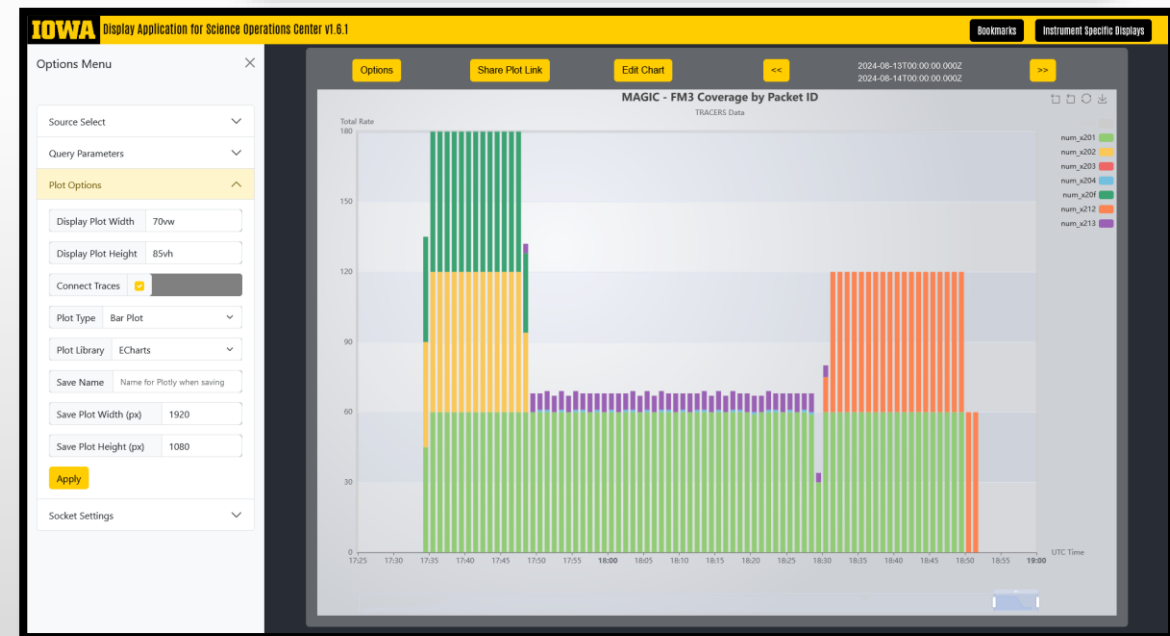 IOWA Display Application for Science Operations Center v1.6.1
Bookmarks
Instrument Specific Displays
Options Menu
Source Select
Query Parameters
Plot Options
Display Plot Width 70vw
Display Plot Height 85vh
Connect Traces
Plot Type Bar Plot
Plot Library ECharts
Save Name Name for Plotly when saving
Save Plot Width (px) 1920
Save Plot Height (px) 1080
Apply
Socket Settings
Options
Share Plot Link
Edit Chart
<<
2024-08-13T00:00:00.000Z
2024-08-14T00:00:00.000Z
>>
MAGIC - FM3 Coverage by Packet ID
TRACERS Data
Total Rate
180
150
120
90
60
30
0
17:25 17:30 17:35 17:40 17:45 17:50 17:55 18:00 18:05 18:10 18:15 18:20 18:25 18:30 18:35 18:40 18:45 18:50 18:55 19:00
UTC Time
num_x201
num_x202
num_x203
num_x204
num_x20f
num_x212
num_x213